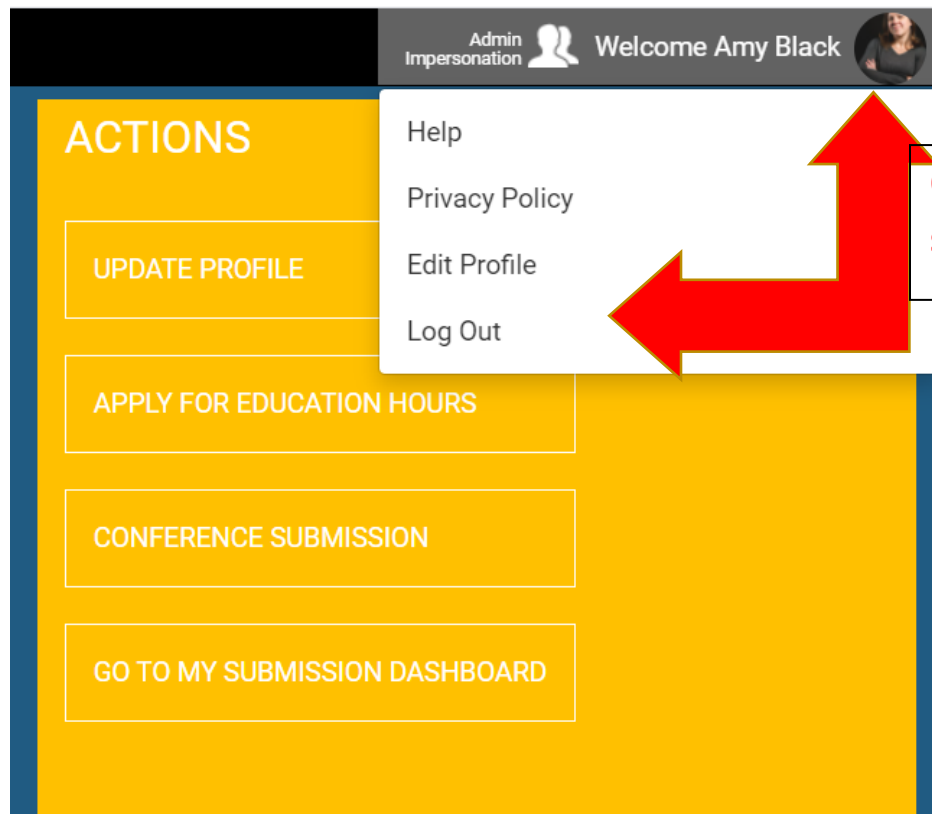 Admin
Impersonation
Welcome Amy Black
ACTIONS
Help
Privacy Policy
Edit Profile
Log Out
UPDATE PROFILE
APPLY FOR EDUCATION HOURS
CONFERENCE SUBMISSION
GO TO MY SUBMISSION DASHBOARD